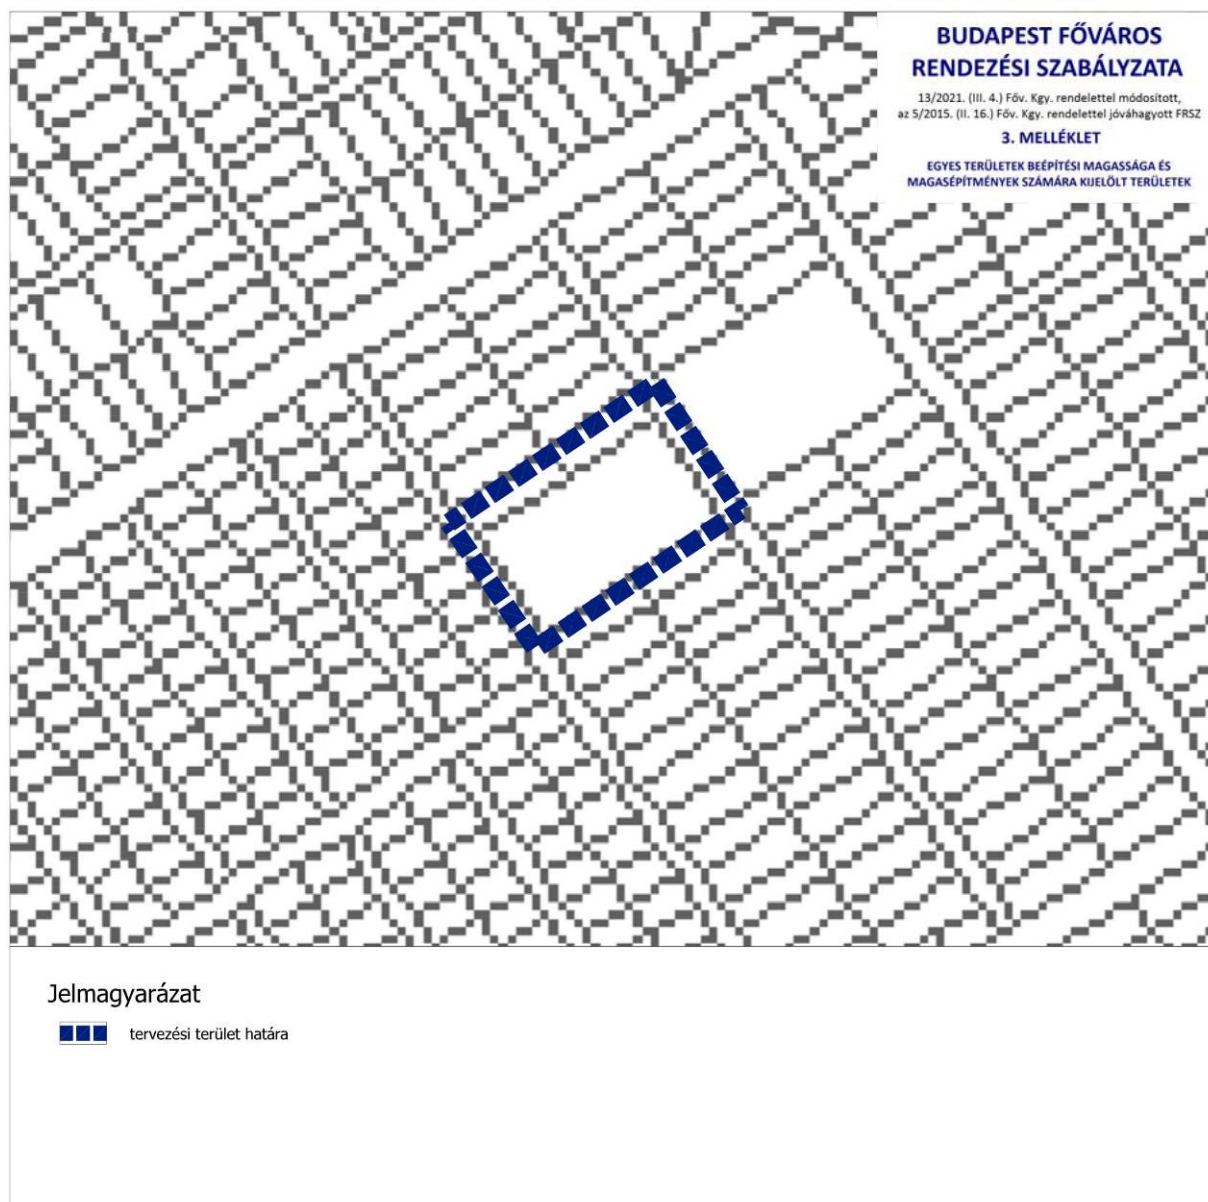 BUDAPEST FŐVÁROS
RENDEZÉSI SZABÁLYZATA
13/2021. (III. 4.) Főv. Kgy. rendelettel módosított,
az 5/2015. (II. 16.) Főv. Kgy. rendelettel jóváhagyott FRSZ
3. MELLÉKLET
EGYES TERÜLETEK BEÉPÍTÉSI MAGASSÁGA ÉS
MAGASÉPÍTMÉNYEK SZÁMÁRA KIJELÖLT TERÜLETEK
Jelmagyarázat
tervezési terület határa